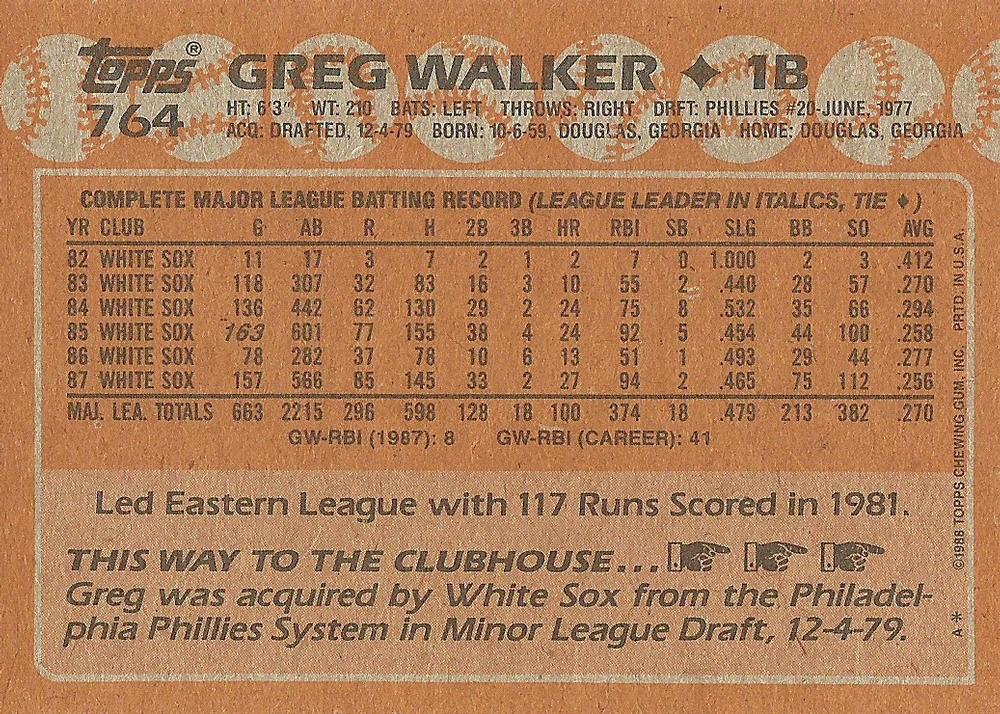 Topps® GREG WALKER ♦ 1B
764 HT: 6'3" WT: 210 BATS: LEFT THROWS: RIGHT DRFT: PHILLIES #20-JUNE, 1977
ACQ: DRAFTED, 12-4-79 BORN: 10-6-59, DOUGLAS, GEORGIA HOME: DOUGLAS, GEORGIA
COMPLETE MAJOR LEAGUE BATTING RECORD (LEAGUE LEADER IN ITALICS, TIE ♦)
YR CLUB G AB R H 2B 3B HR RBI SB SLG BB SO AVG
82 WHITE SOX 11 17 3 7 2 1 2 7 0 1.000 2 3 .412
83 WHITE SOX 118 307 32 83 16 3 10 55 2 .440 28 57 .270
84 WHITE SOX 136 442 62 130 29 2 24 75 8 .532 35 66 .294
85 WHITE SOX 163 601 77 155 38 4 24 92 5 .454 44 100 .258
86 WHITE SOX 78 282 37 78 10 6 13 51 1 .493 29 44 .277
87 WHITE SOX 157 566 85 145 33 2 27 94 2 .465 75 112 .256
MAJ. LEA. TOTALS 663 2215 296 598 128 18 100 374 18 .479 213 382 .270
GW-RBI (1987): 8 GW-RBI (CAREER): 41
Led Eastern League with 117 Runs Scored in 1981.
THIS WAY TO THE CLUBHOUSE...
Greg was acquired by White Sox from the Philadel-
phia Phillies System in Minor League Draft, 12-4-79.
A* ©1988 TOPPS CHEWING GUM, INC. PRTD. IN U.S.A.